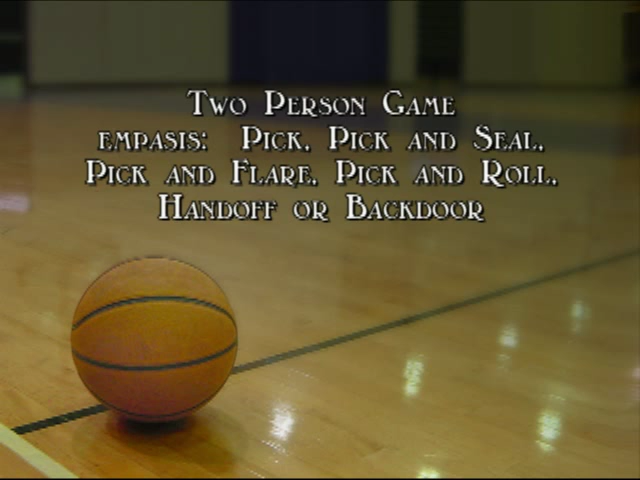 Two Person Game
empasis: Pick, Pick and Seal,
Pick and Flare, Pick and Roll,
Handoff or Backdoor